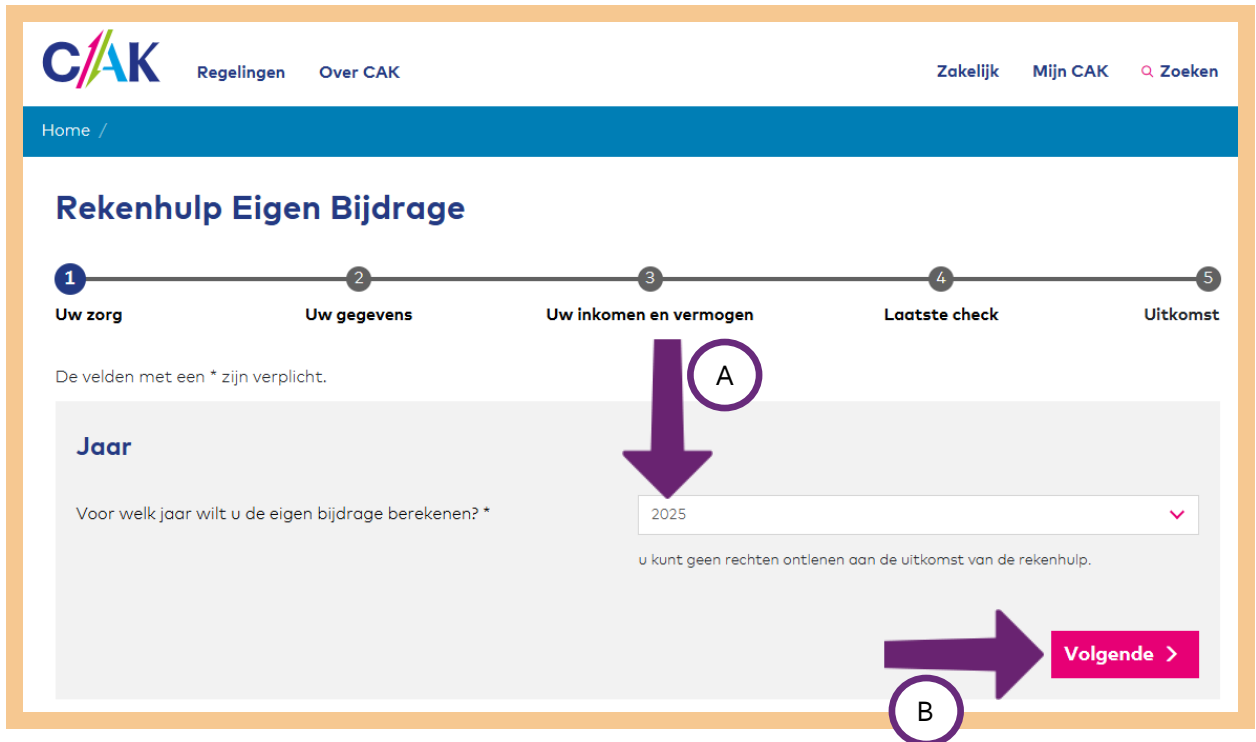 CAK Regelingen Over CAK Zakelijk Mijn CAK Zoeken
Home /
Rekenhulp Eigen Bijdrage
1 2 3 4 5
Uw zorg Uw gegevens Uw inkomen en vermogen Laatste check Uitkomst
A
De velden met een * zijn verplicht.
Jaar
Voor welk jaar wilt u de eigen bijdrage berekenen? * 2025
u kunt geen rechten ontlenen aan de uitkomst van de rekenhulp.
Volgende >
B